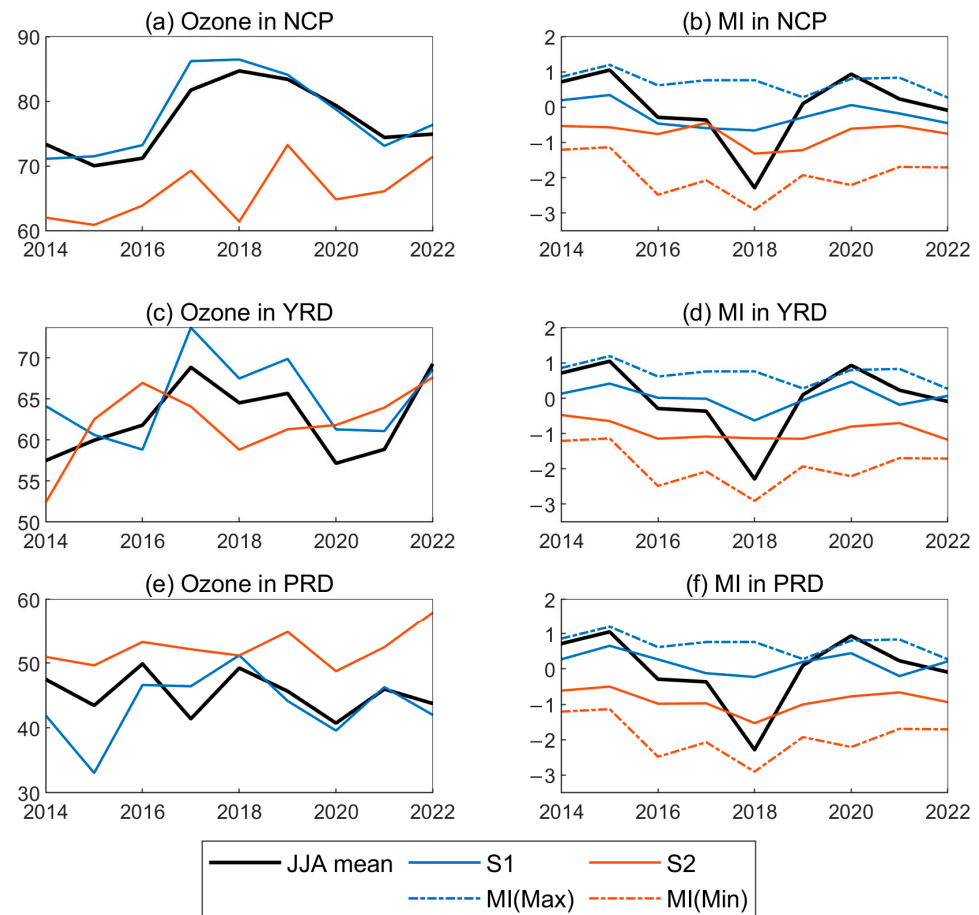 (a) Ozone in NCP
90
80
70
60
2014 2016 2018 2020 2022
(b) MI in NCP
2
1
0
−1
−2
−3
2014 2016 2018 2020 2022
(c) Ozone in YRD
70
65
60
55
50
2014 2016 2018 2020 2022
(d) MI in YRD
2
1
0
−1
−2
−3
2014 2016 2018 2020 2022
(e) Ozone in PRD
60
50
40
30
2014 2016 2018 2020 2022
(f) MI in PRD
2
1
0
−1
−2
−3
2014 2016 2018 2020 2022
JJA mean S1 S2
MI(Max) MI(Min)